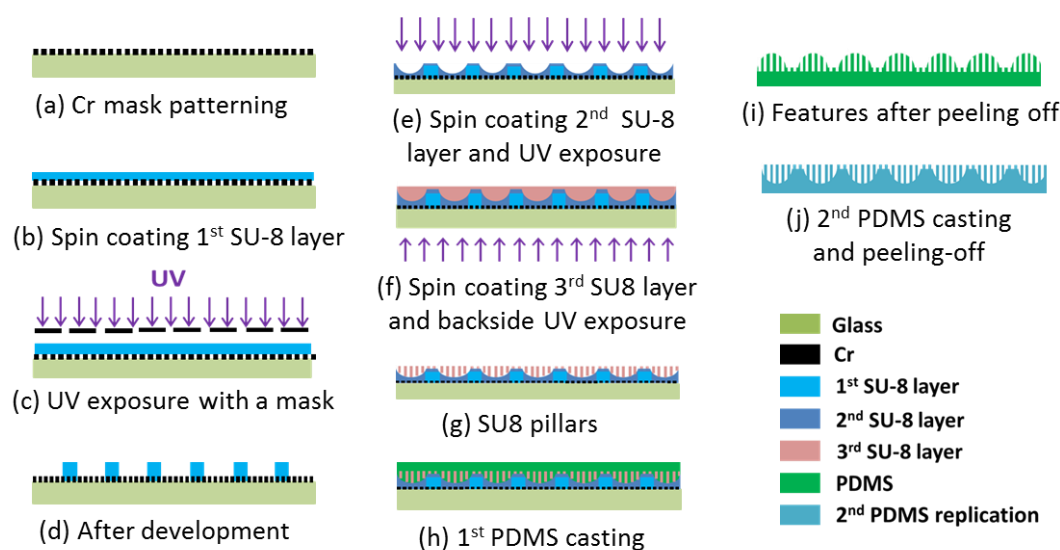 (a) Cr mask patterning
(b) Spin coating 1st SU-8 layer
UV
(c) UV exposure with a mask
(d) After development
(e) Spin coating 2nd SU-8
layer and UV exposure
(f) Spin coating 3rd SU8 layer
and backside UV exposure
(g) SU8 pillars
(h) 1st PDMS casting
(i) Features after peeling off
(j) 2nd PDMS casting
and peeling-off
Glass
Cr
1st SU-8 layer
2nd SU-8 layer
3rd SU-8 layer
PDMS
2nd PDMS replication